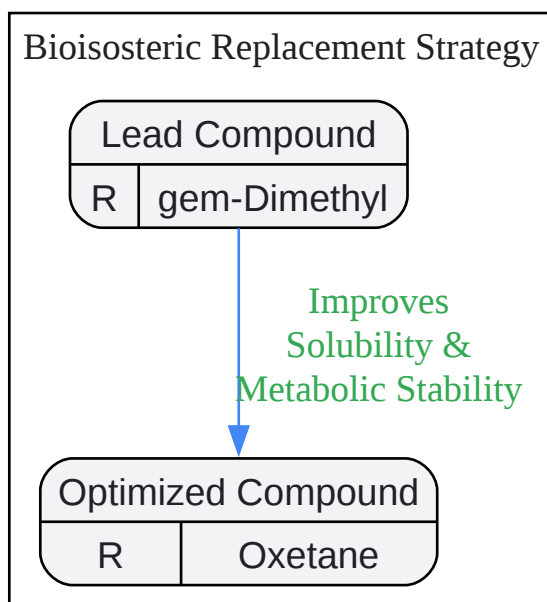 Bioisosteric Replacement Strategy
Lead Compound
R gem-Dimethyl
Improves
Solubility &
Metabolic Stability
Optimized Compound
R Oxetane